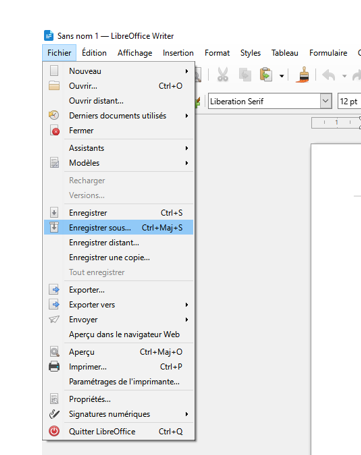 Sans nom 1 — LibreOffice Writer
Fichier Édition Affichage Insertion Format Styles Tableau Formulaire
Nouveau
Ouvrir... Ctrl+O
Ouvrir distant...
Derniers documents utilisés
Fermer
Assistants
Modèles
Recharger
Versions...
Enregistrer Ctrl+S
Enregistrer sous... Ctrl+Maj+S
Enregistrer distant...
Enregistrer une copie...
Tout enregistrer
Exporter...
Exporter vers
Envoyer
Aperçu dans le navigateur Web
Aperçu Ctrl+Maj+O
Imprimer... Ctrl+P
Paramétrages de l'imprimante...
Propriétés...
Signatures numériques
Quitter LibreOffice Ctrl+Q
Liberation Serif 12 pt
1